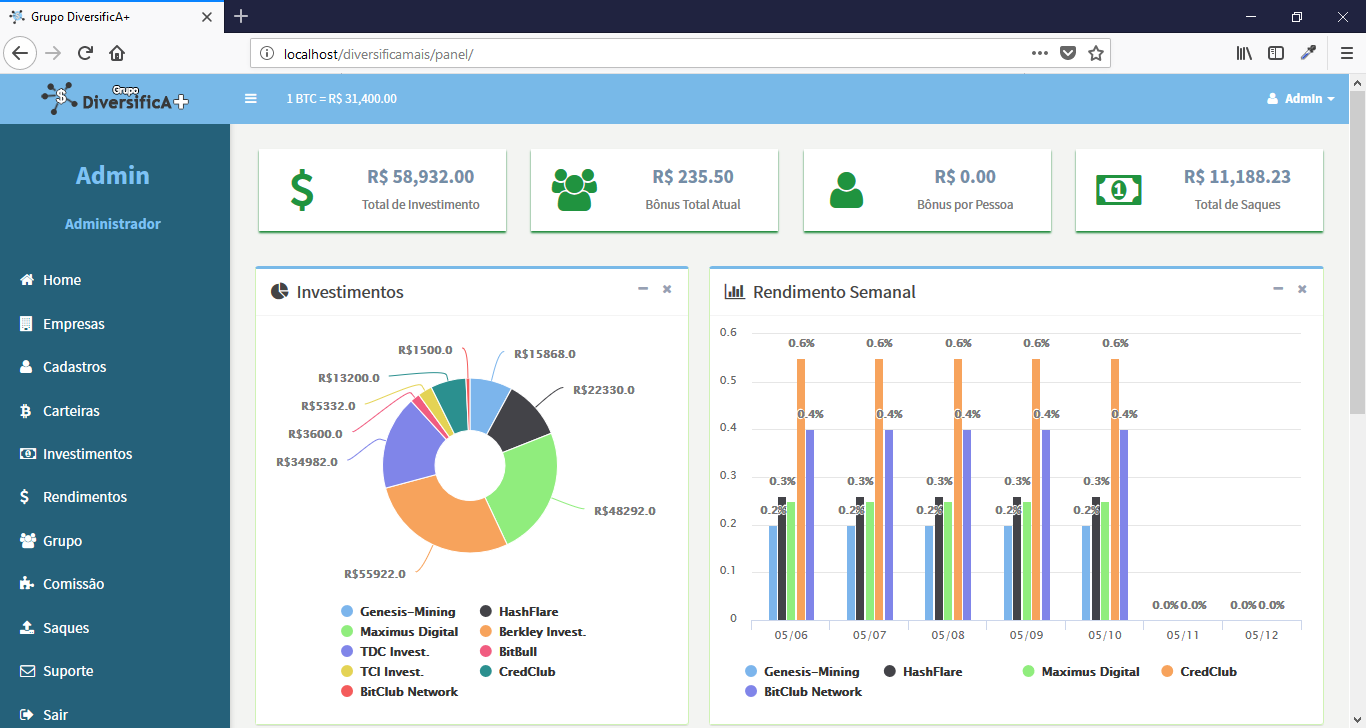 Grupo DiversificA+
localhost/diversificamais/panel/
Grupo
DiversificA+
1 BTC = R$ 31,400.00
Admin
Admin
Administrador
Home
Empresas
Cadastros
Carteiras
Investimentos
Rendimentos
Grupo
Comissão
Saques
Suporte
Sair
R$ 58,932.00
Total de Investimento
R$ 235.50
Bônus Total Atual
R$ 0.00
Bônus por Pessoa
1
R$ 11,188.23
Total de Saques
Investimentos
R$1500.0
R$15868.0
R$13200.0
R$22330.0
R$5332.0
R$3600.0
R$34982.0
R$48292.0
R$55922.0
Genesis-Mining HashFlare
Maximus Digital Berkley Invest.
TDC Invest. BitBull
TCI Invest. CredClub
BitClub Network
Rendimento Semanal
0.6
0.6% 0.6% 0.6% 0.6% 0.6%
0.5
0.4% 0.4% 0.4% 0.4% 0.4%
0.4
0.3% 0.3% 0.3% 0.3% 0.3%
0.3
0.2% 0.2% 0.2% 0.2% 0.2%
0.2
0.1
0.0% 0.0% 0.0% 0.0%
0
05/06 05/07 05/08 05/09 05/10 05/11 05/12
Genesis-Mining HashFlare Maximus Digital CredClub
BitClub Network